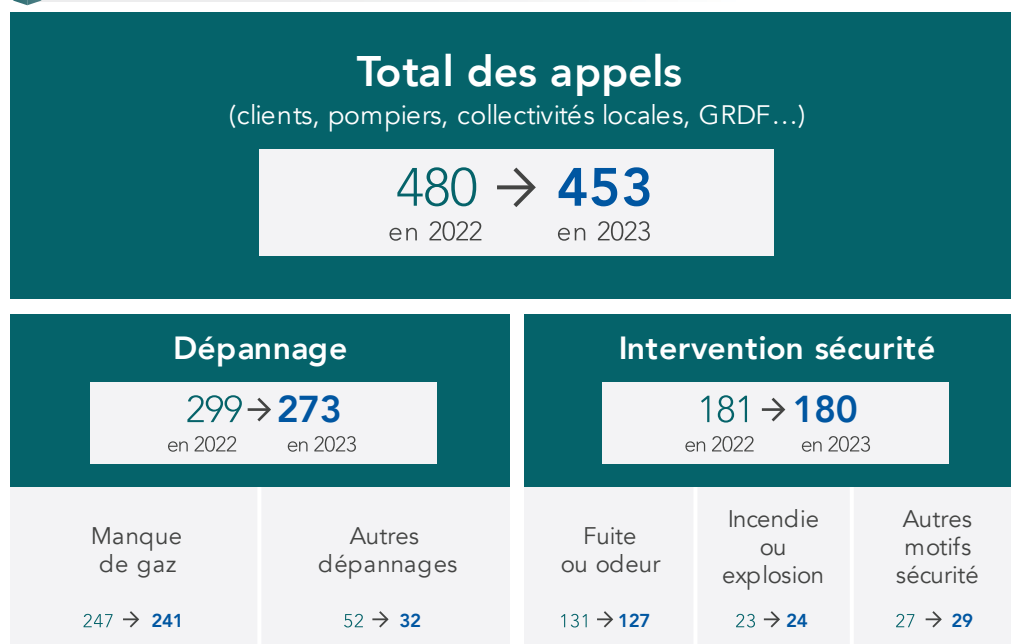 Total des appels
(clients, pompiers, collectivités locales, GRDF…)
480 → 453
en 2022 en 2023
Dépannage
299 → 273
en 2022 en 2023
Intervention sécurité
181 → 180
en 2022 en 2023
Manque
de gaz
247 → 241
Autres
dépannages
52 → 32
Fuite
ou odeur
131 → 127
Incendie
ou
explosion
23 → 24
Autres
motifs
sécurité
27 → 29